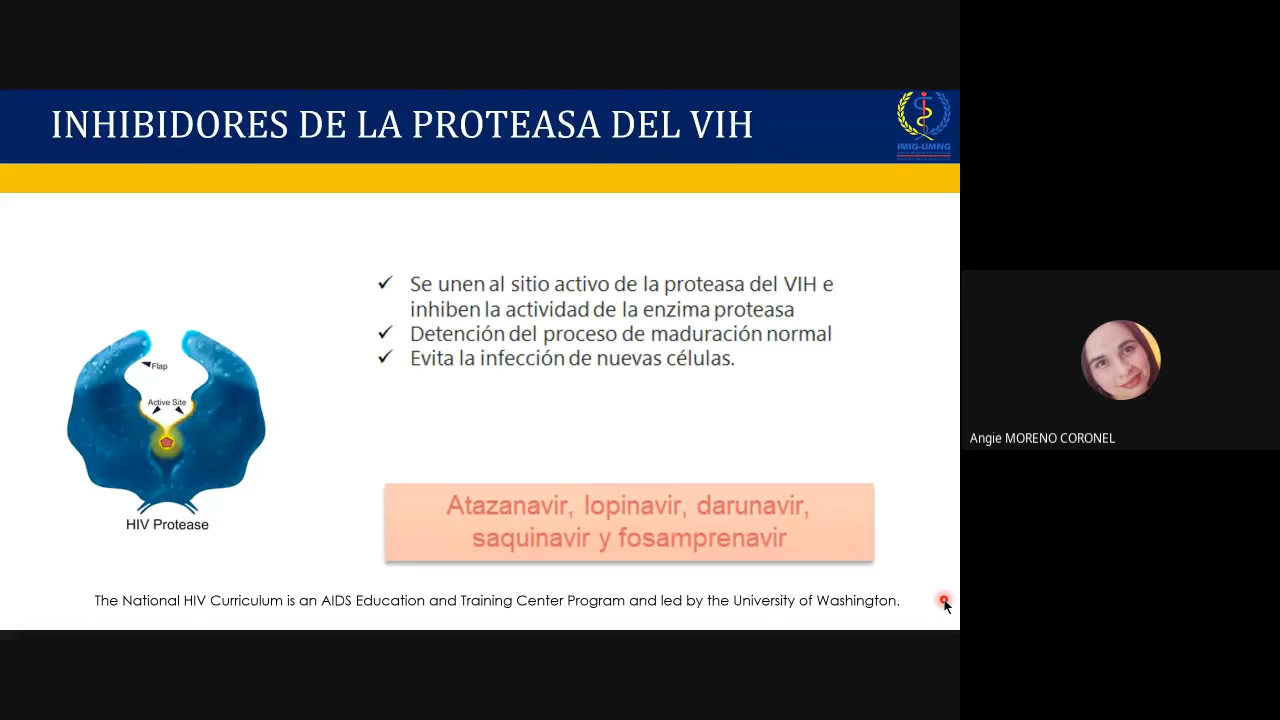 INHIBIDORES DE LA PROTEASA DEL VIH
IMIG-UMNG
Se unen al sitio activo de la proteasa del VIH e
inhiben la actividad de la enzima proteasa
Detención del proceso de maduración normal
Evita la infección de nuevas células.
Flap
Active Site
HIV Protease
Atazanavir, lopinavir, darunavir,
saquinavir y fosamprenavir
The National HIV Curriculum is an AIDS Education and Training Center Program and led by the University of Washington.
Angie MORENO CORONEL